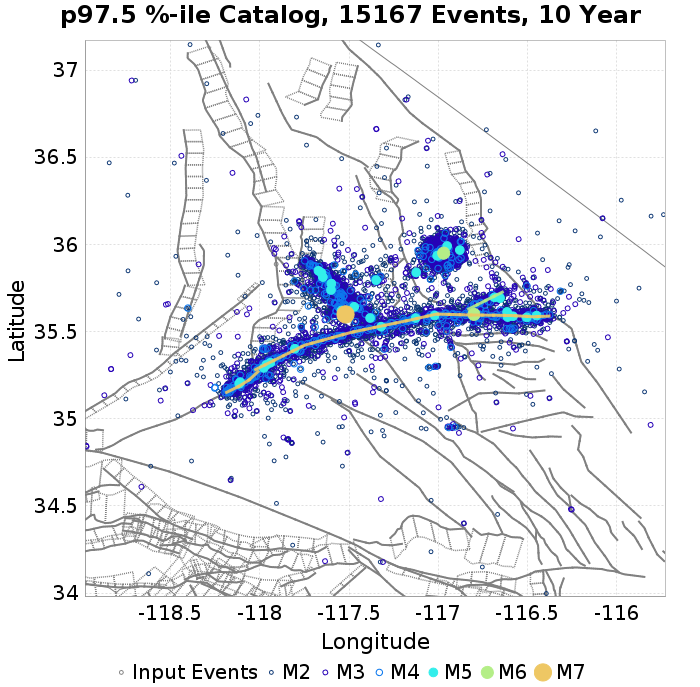 p97.5 %-ile Catalog, 15167 Events, 10 Year
37
36.5
36
35.5
35
34.5
34
Latitude
-118.5 -118 -117.5 -117 -116.5 -116
Longitude
Input Events M2 M3 M4 M5 M6 M7